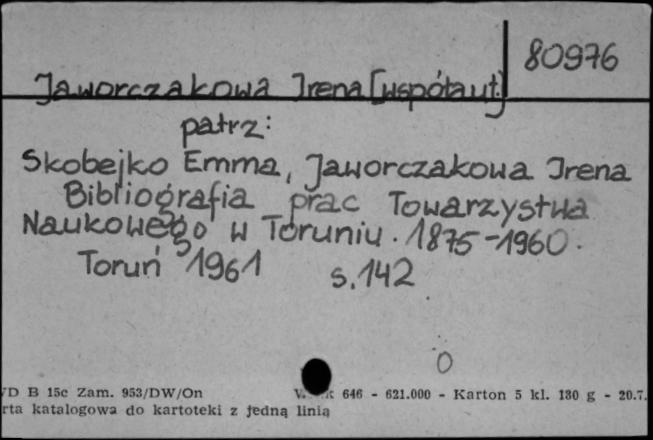 80976
Jaworczakowa Irena [współaut.]
patrz:
Skobejko Emma, Jaworczakowa Irena
Bibliografia prac Towarzystwa
Naukowego w Toruniu. 1875-1960.
Toruń 1961 s. 142
0
D B 15c Zam. 953/DW/On 646 - 621.000 - Karton 5 kl. 180 g - 20.7.
rta katalogowa do kartoteki z jedną linią